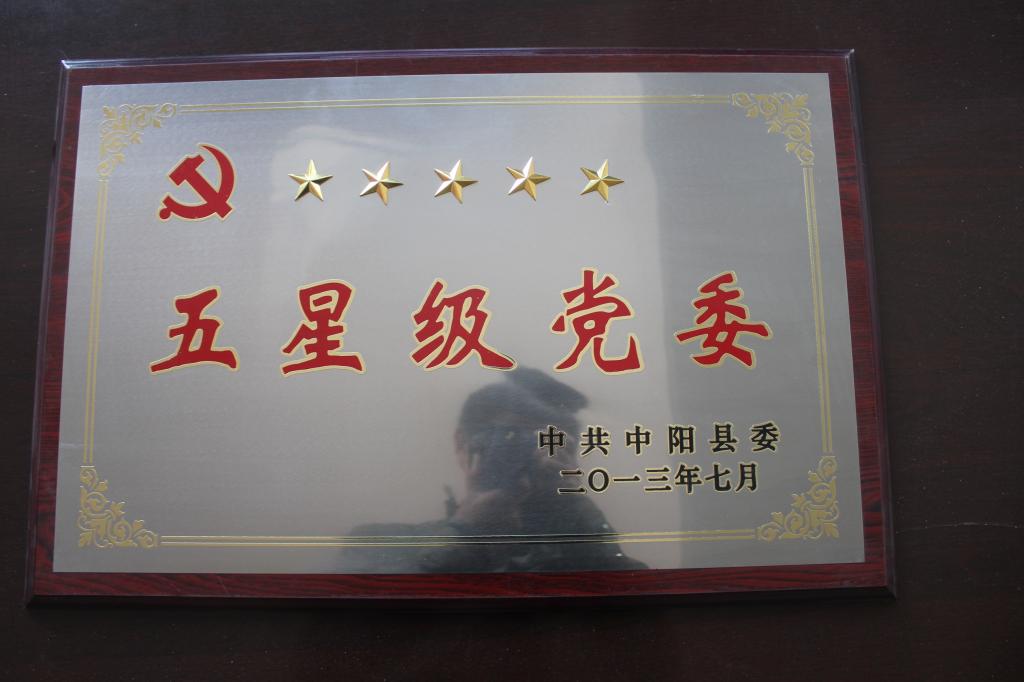 五星级党委
中共中阳县委
二〇一三年七月